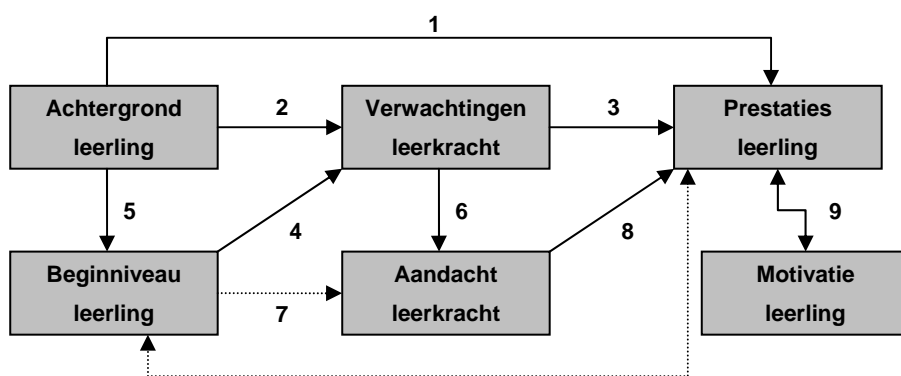 1
Achtergrond
leerling
2
Verwachtingen
leerkracht
3
Prestaties
leerling
5
4
6
8
9
Beginniveau
leerling
7
Aandacht
leerkracht
Motivatie
leerling